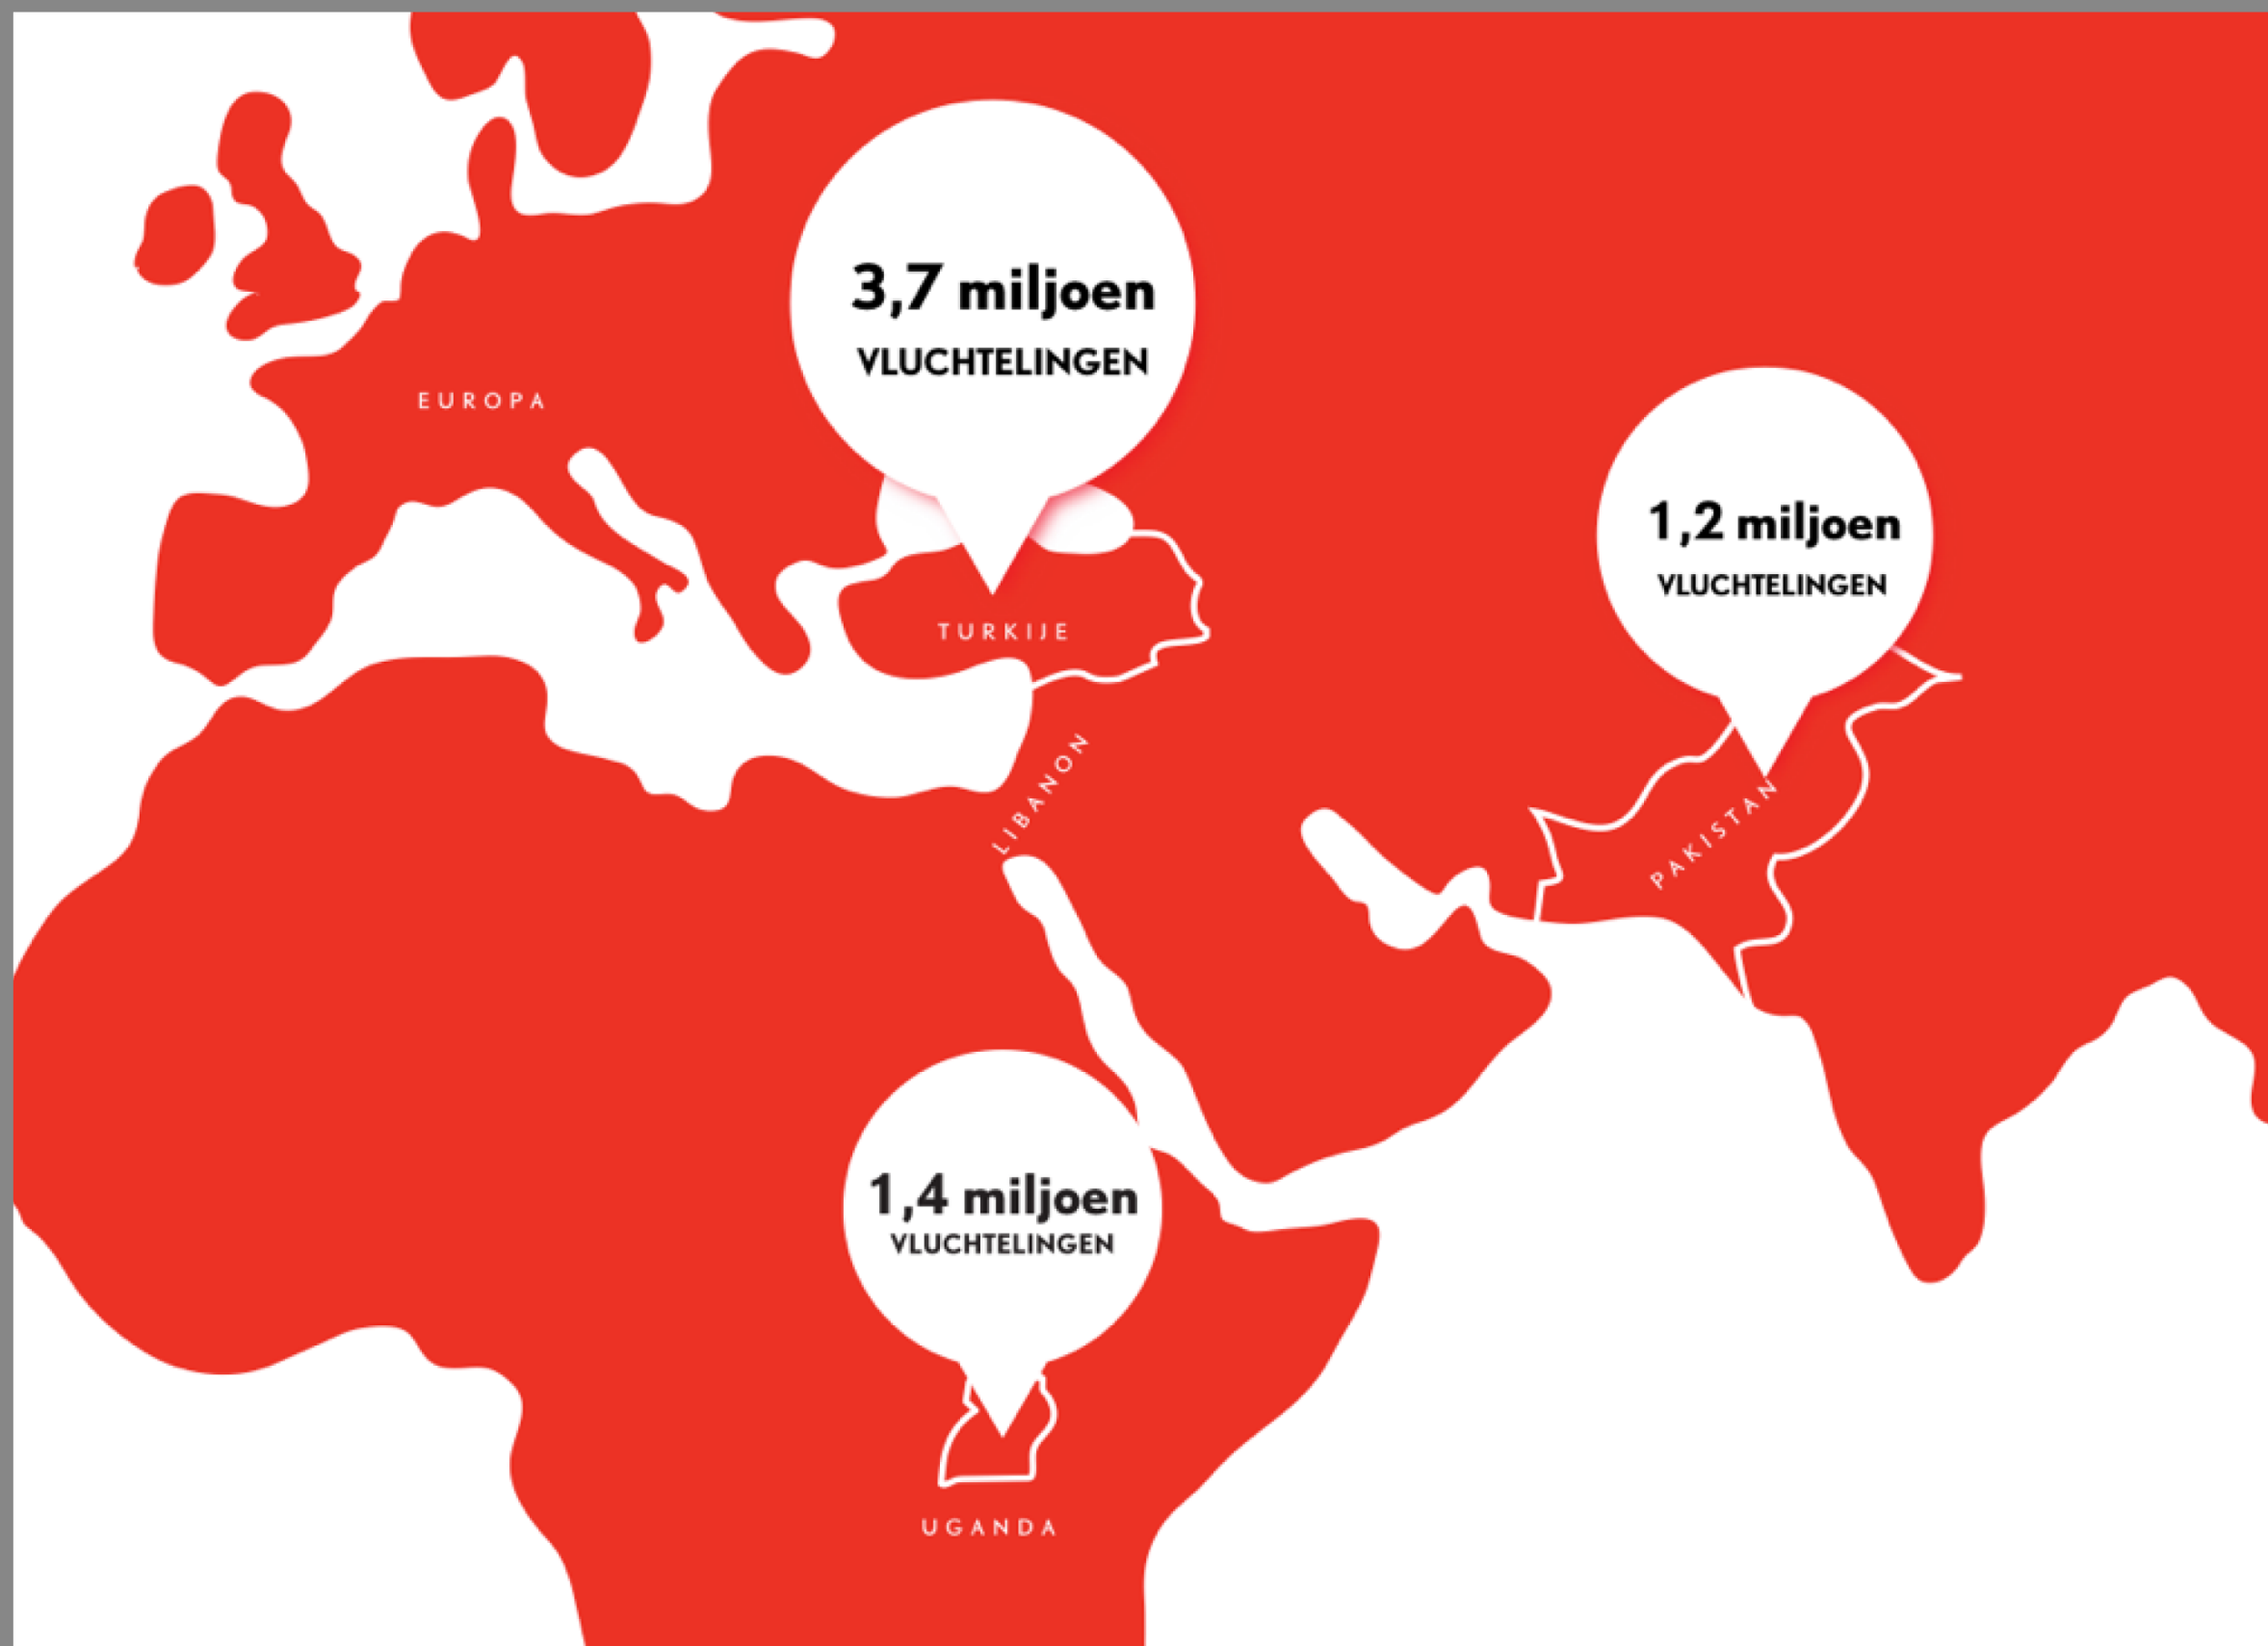 3,7 miljoen
VLUCHTELINGEN
EUROPA
1,2 miljoen
VLUCHTELINGEN
TURKIJE
LIBANON
PAKISTAN
1,4 miljoen
VLUCHTELINGEN
UGANDA